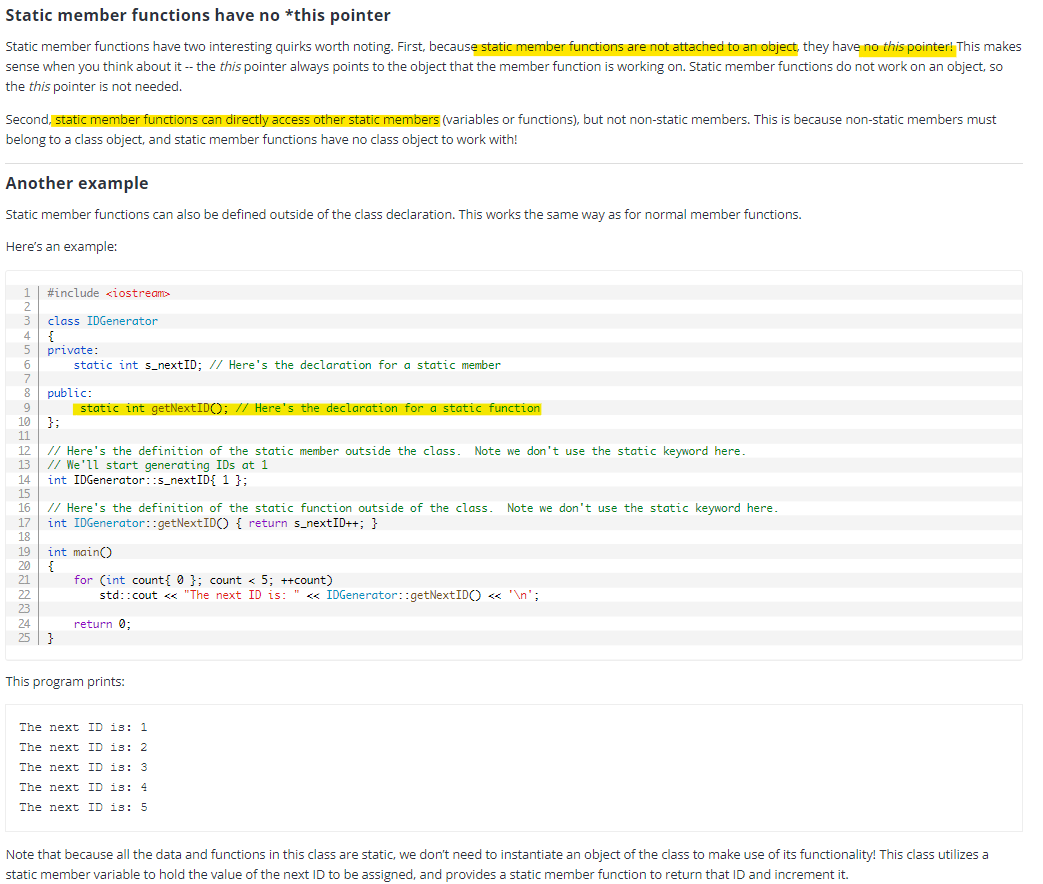 Static member functions have no *this pointer
Static member functions have two interesting quirks worth noting. First, because static member functions are not attached to an object, they have no this pointer! This makes
sense when you think about it -- the this pointer always points to the object that the member function is working on. Static member functions do not work on an object, so
the this pointer is not needed.
Second, static member functions can directly access other static members (variables or functions), but not non-static members. This is because non-static members must
belong to a class object, and static member functions have no class object to work with!
Another example
Static member functions can also be defined outside of the class declaration. This works the same way as for normal member functions.
Here's an example:
1 #include <iostream>
2
3 class IDGenerator
4 {
5 private:
6     static int s_nextID; // Here's the declaration for a static member
7
8 public:
9      static int getNextID(); // Here's the declaration for a static function
10 };
11
12 // Here's the definition of the static member outside the class.  Note we don't use the static keyword here.
13 // We'll start generating IDs at 1
14 int IDGenerator::s_nextID{ 1 };
15
16 // Here's the definition of the static function outside of the class.  Note we don't use the static keyword here.
17 int IDGenerator::getNextID() { return s_nextID++; }
18
19 int main()
20 {
21     for (int count{ 0 }; count < 5; ++count)
22         std::cout << "The next ID is: " << IDGenerator::getNextID() << '\n';
23
24     return 0;
25 }
This program prints:
The next ID is: 1
The next ID is: 2
The next ID is: 3
The next ID is: 4
The next ID is: 5
Note that because all the data and functions in this class are static, we don't need to instantiate an object of the class to make use of its functionality! This class utilizes a
static member variable to hold the value of the next ID to be assigned, and provides a static member function to return that ID and increment it.